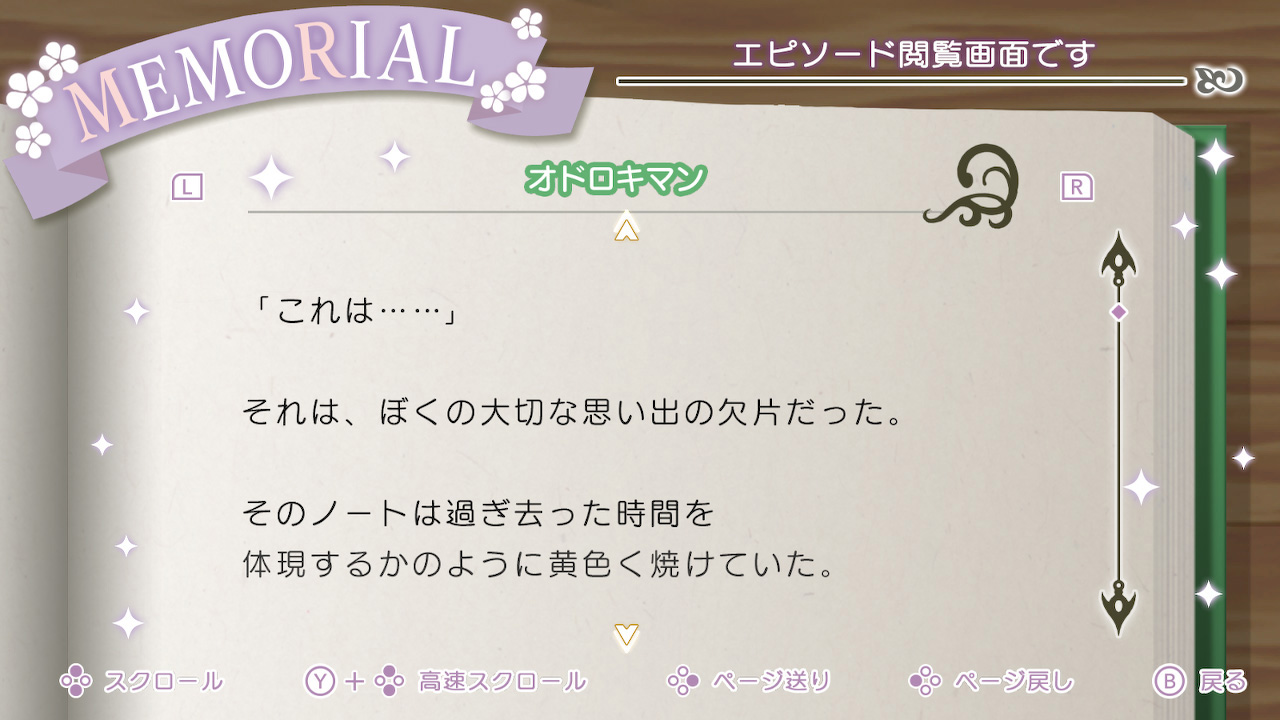 MEMORIAL
エピソード閲覧画面です
L
オドロキマン
R
「これは……」
それは、ぼくの大切な思い出の欠片だった。
そのノートは過ぎ去った時間を
体現するかのように黄色く焼けていた。
スクロール
Y + 高速スクロール
ページ送り
ページ戻し
B 戻る